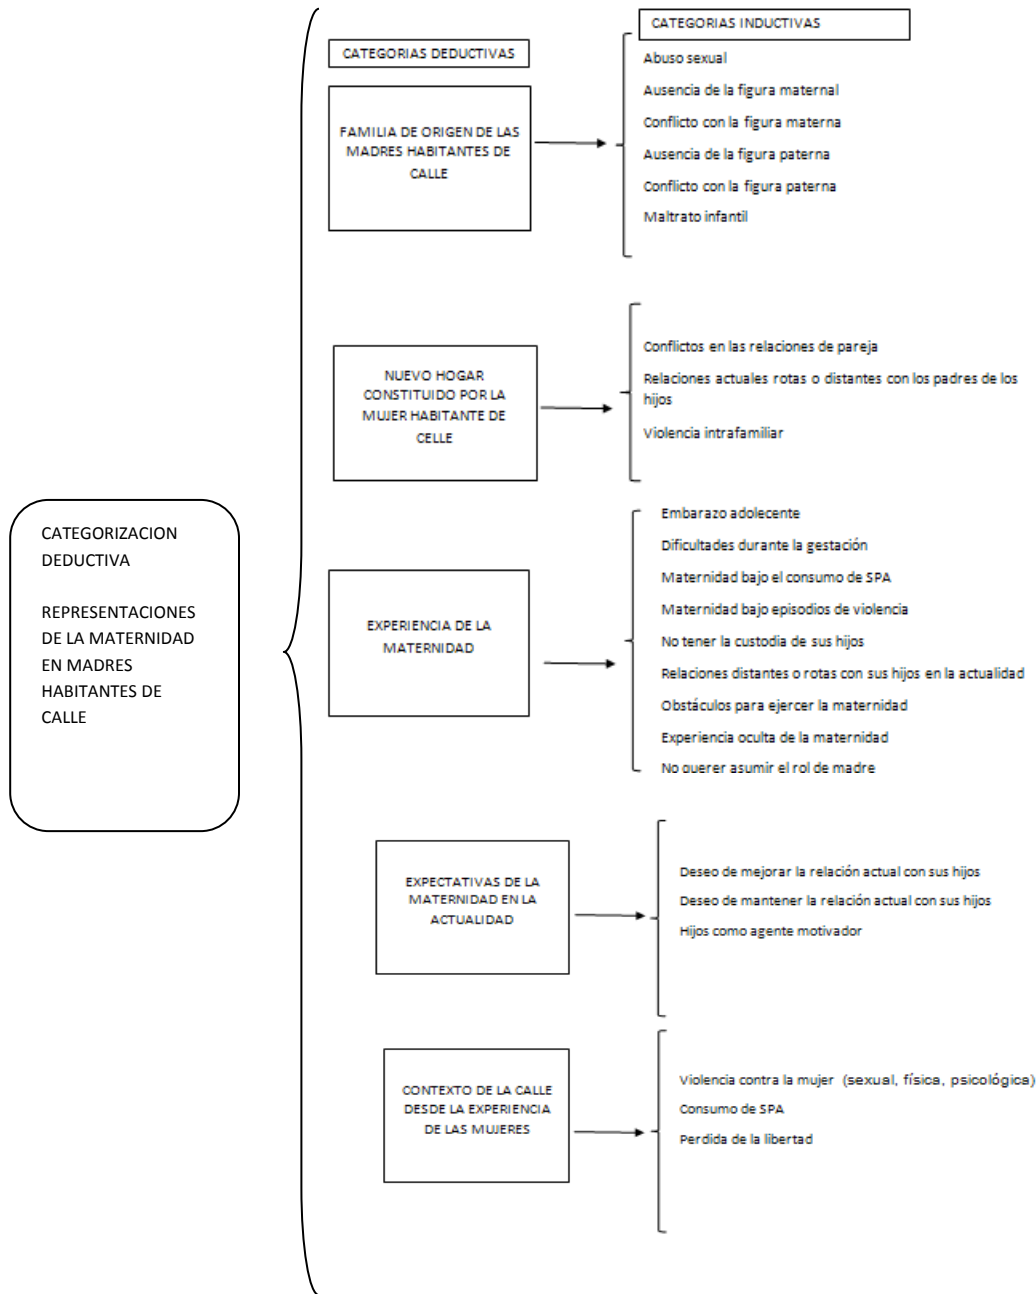 CATEGORIZACION
DEDUCTIVA
REPRESENTACIONES
DE LA MATERNIDAD
EN MADRES
HABITANTES DE
CALLE
CATEGORIAS DEDUCTIVAS
CATEGORIAS INDUCTIVAS
FAMILIA DE ORIGEN DE LAS
MADRES HABITANTES DE
CALLE
Abuso sexual
Ausencia de la figura maternal
Conflicto con la figura materna
Ausencia de la figura paterna
Conflicto con la figura paterna
Maltrato infantil
NUEVO HOGAR
CONSTITUIDO POR LA
MUJER HABITANTE DE
CELLE
Conflictos en las relaciones de pareja
Relaciones actuales rotas o distantes con los padres de los
hijos
Violencia intrafamiliar
EXPERIENCIA DE LA
MATERNIDAD
Embarazo adolecente
Dificultades durante la gestación
Maternidad bajo el consumo de SPA
Maternidad bajo episodios de violencia
No tener la custodia de sus hijos
Relaciones distantes o rotas con sus hijos en la actualidad
Obstáculos para ejercer la maternidad
Experiencia oculta de la maternidad
No querer asumir el rol de madre
EXPECTATIVAS DE LA
MATERNIDAD EN LA
ACTUALIDAD
Deseo de mejorar la relación actual con sus hijos
Deseo de mantener la relación actual con sus hijos
Hijos como agente motivador
CONTEXTO DE LA CALLE
DESDE LA EXPERIENCIA
DE LAS MUJERES
Violencia contra la mujer (sexual, física, psicológica)
Consumo de SPA
Perdida de la libertad